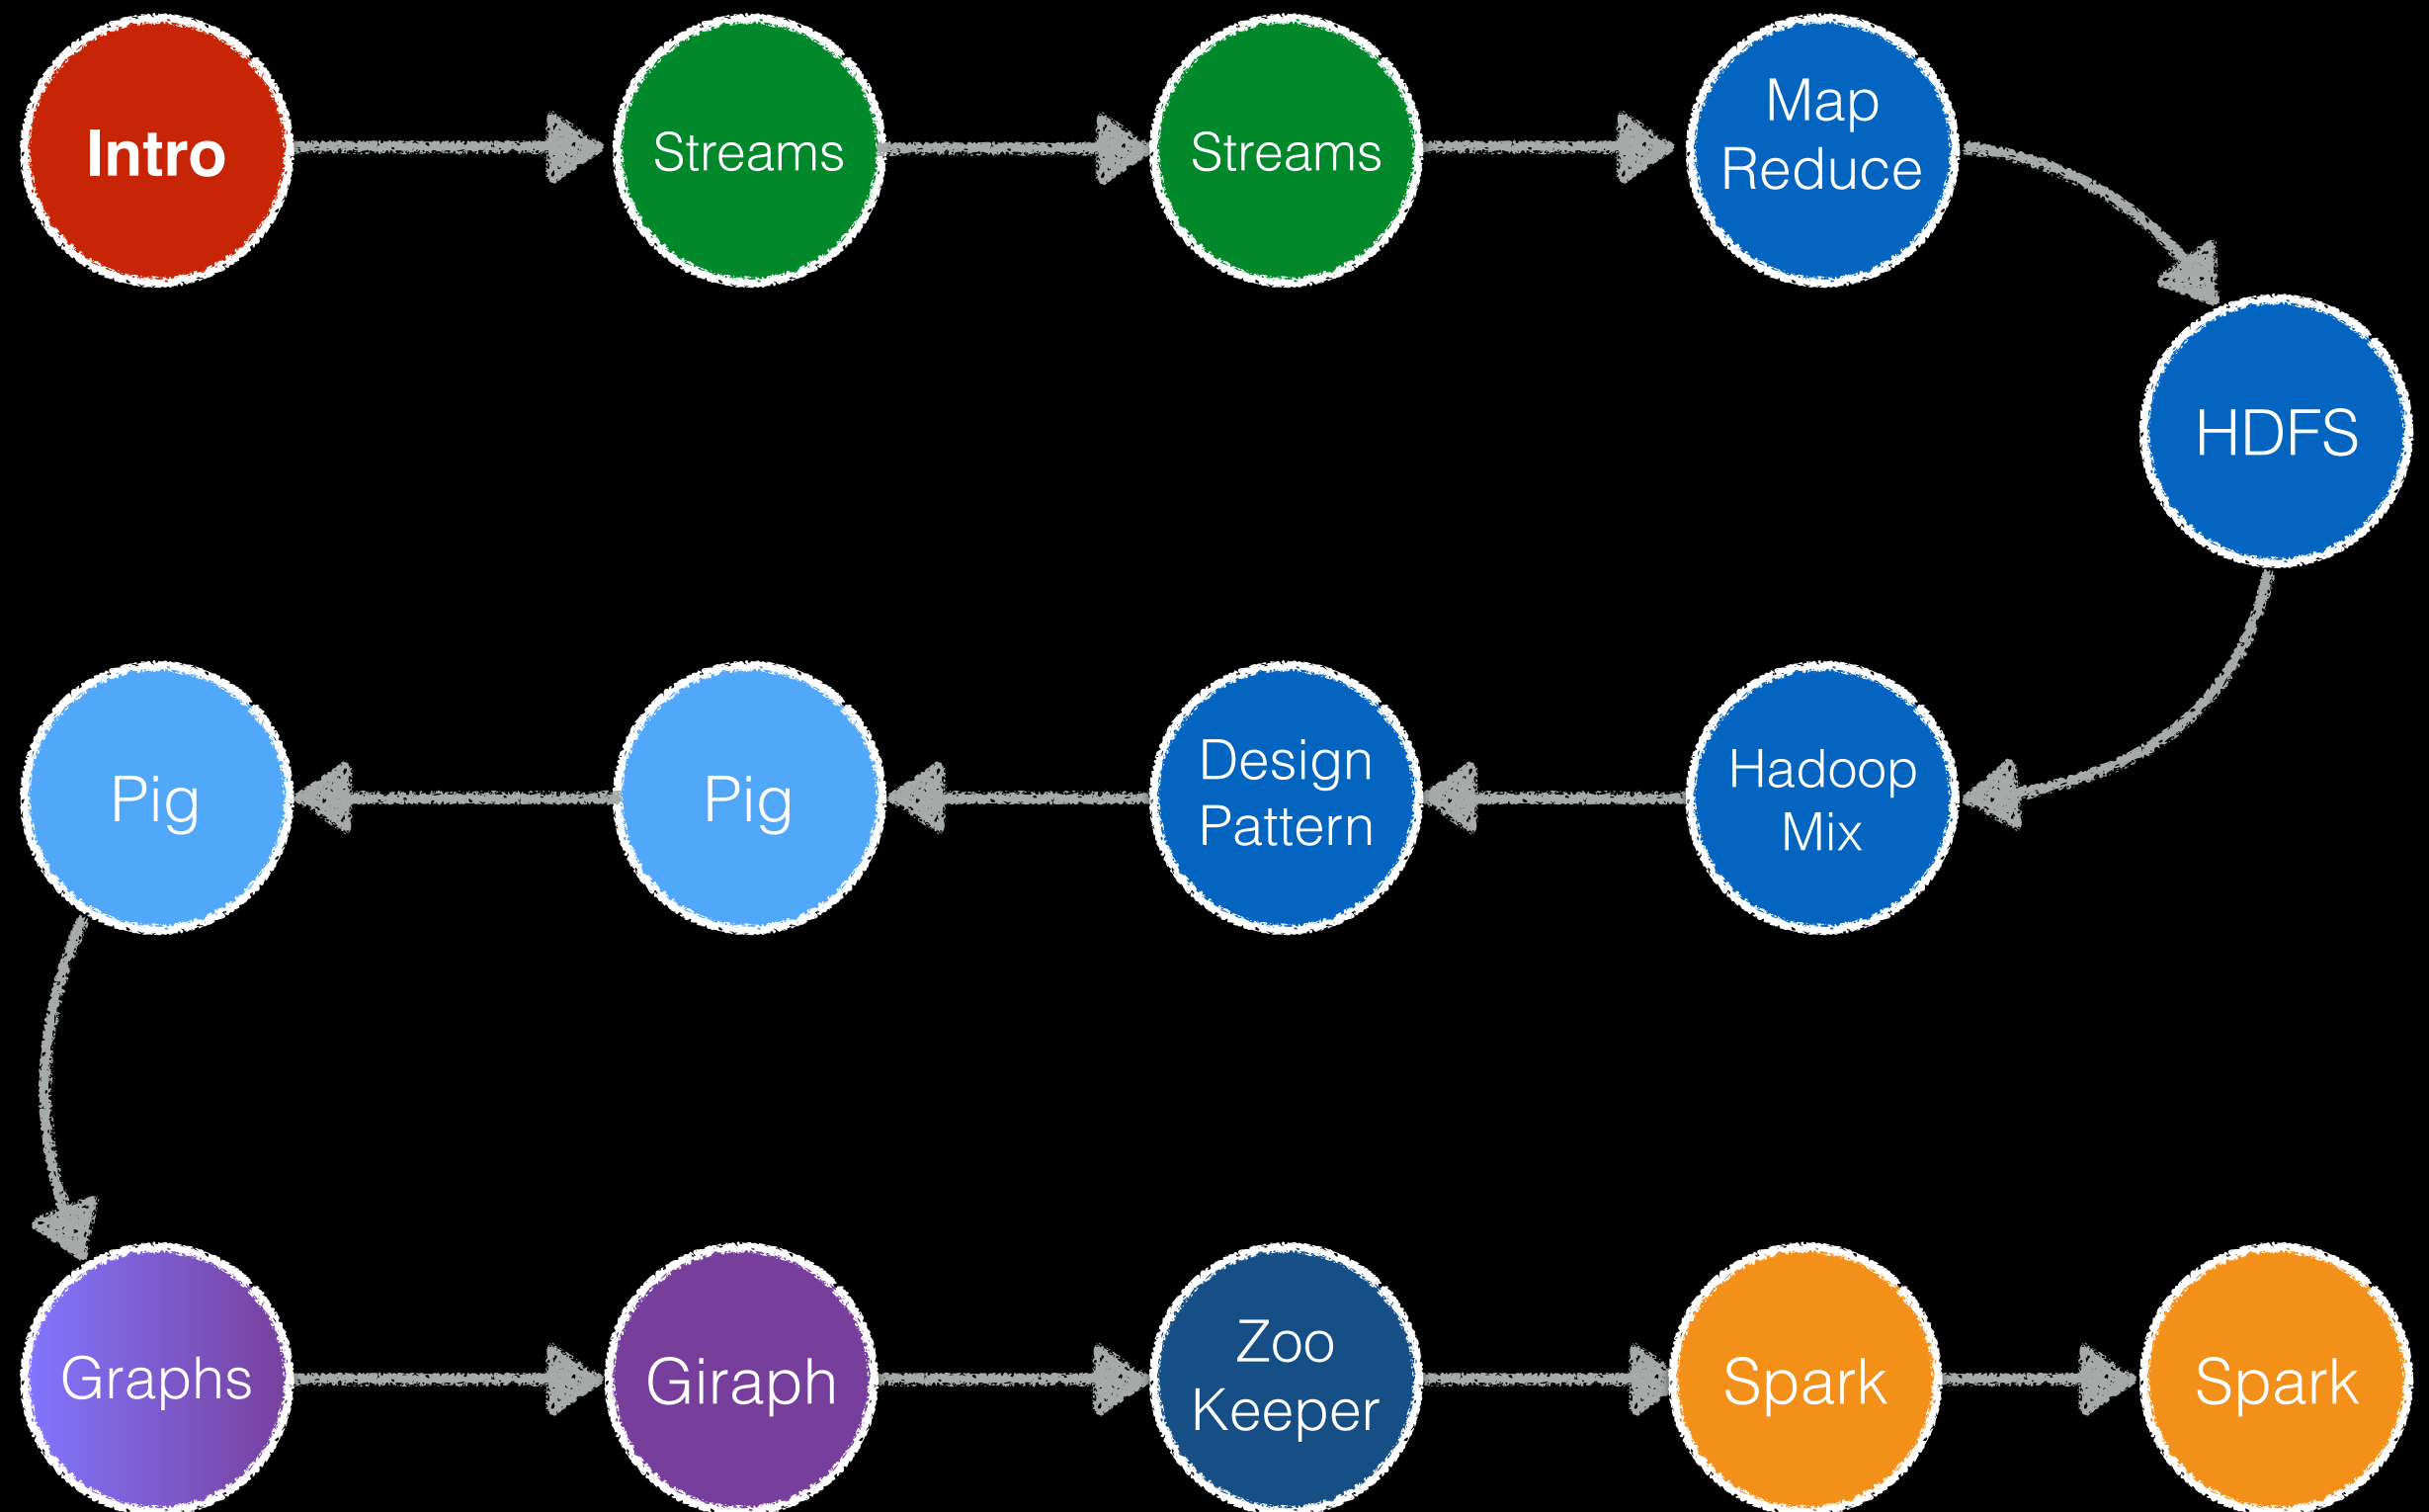 Intro
Streams
Streams
Map
Reduce
HDFS
Hadoop
Mix
Design
Pattern
Pig
Pig
Graphs
Giraph
Zoo
Keeper
Spark
Spark